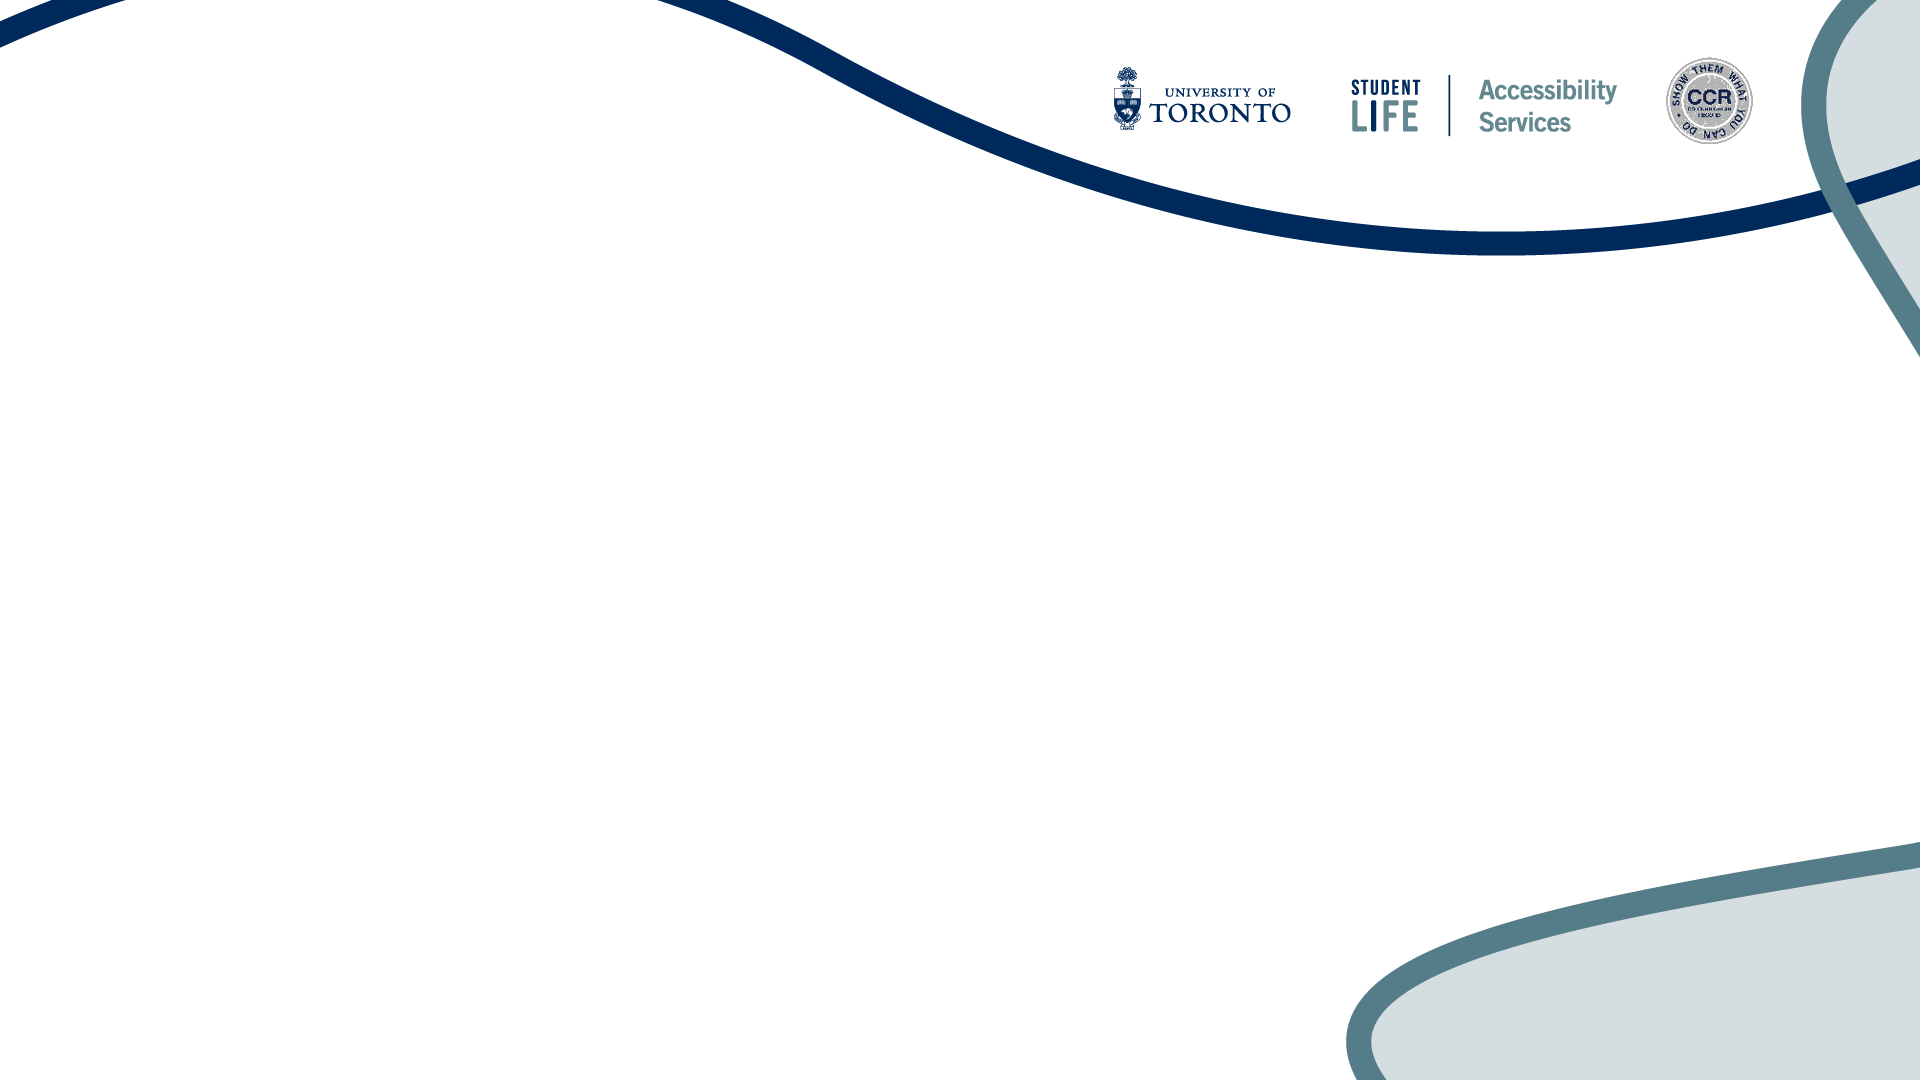 UNIVERSITY OF
TORONTO
STUDENT
LIFE
Accessibility
Services
SHOW THEM WHAT YOU CAN DO
CCR